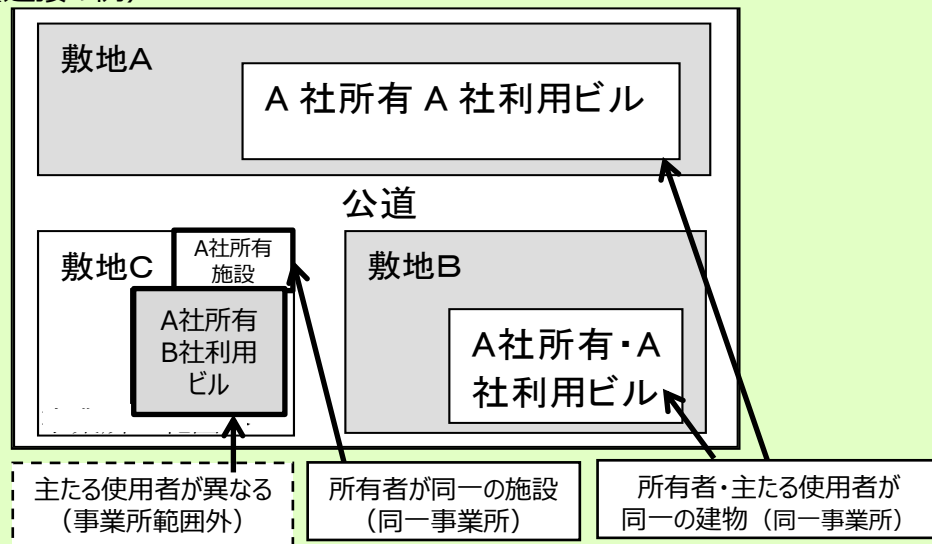 敷地A
A 社所有 A 社利用ビル
公道
敷地C
A社所有
施設
A社所有
B社利用
ビル
敷地B
A社所有・A
社利用ビル
主たる使用者が異なる
（事業所範囲外）
所有者が同一の施設
（同一事業所）
所有者・主たる使用者が
同一の建物（同一事業所）